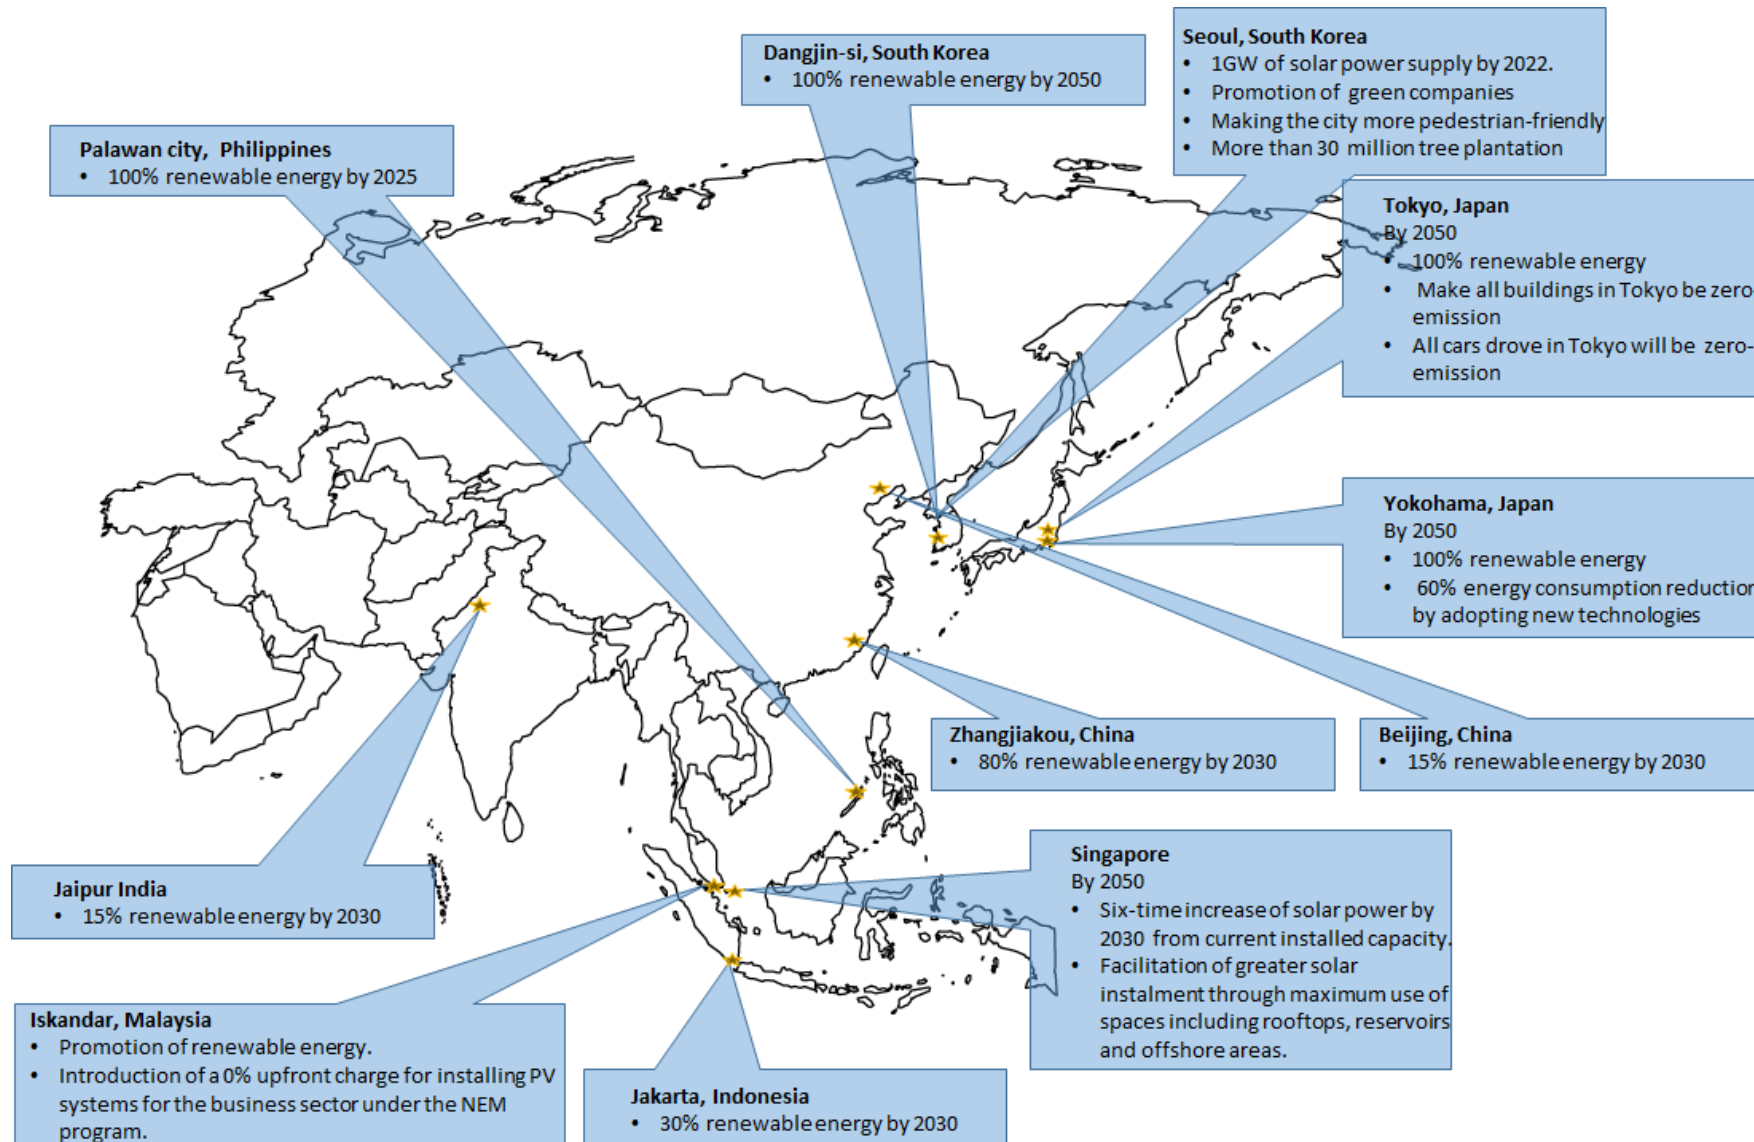 Dangjin-si, South Korea
• 100% renewable energy by 2050
Seoul, South Korea
• 1GW of solar power supply by 2022.
• Promotion of green companies
• Making the city more pedestrian-friendly
• More than 30 million tree plantation
Palawan city, Philippines
• 100% renewable energy by 2025
Tokyo, Japan
By 2050
• 100% renewable energy
• Make all buildings in Tokyo be zero-
emission
• All cars drove in Tokyo will be zero-
emission
Yokohama, Japan
By 2050
• 100% renewable energy
• 60% energy consumption reduction
by adopting new technologies
Zhangjiakou, China
• 80% renewable energy by 2030
Beijing, China
• 15% renewable energy by 2030
Jaipur India
• 15% renewable energy by 2030
Singapore
By 2050
• Six-time increase of solar power by
2030 from current installed capacity.
• Facilitation of greater solar
instalment through maximum use of
spaces including rooftops, reservoirs
and offshore areas.
Iskandar, Malaysia
• Promotion of renewable energy.
• Introduction of a 0% upfront charge for installing PV
systems for the business sector under the NEM
program.
Jakarta, Indonesia
• 30% renewable energy by 2030